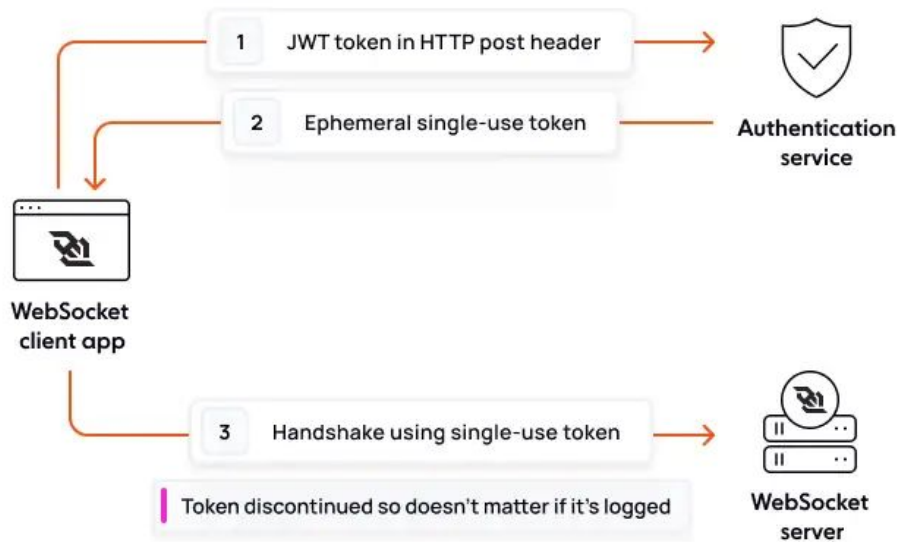 1 JWT token in HTTP post header
2 Ephemeral single-use token
Authentication
service
WebSocket
client app
3 Handshake using single-use token
Token discontinued so doesn't matter if it's logged
WebSocket
server